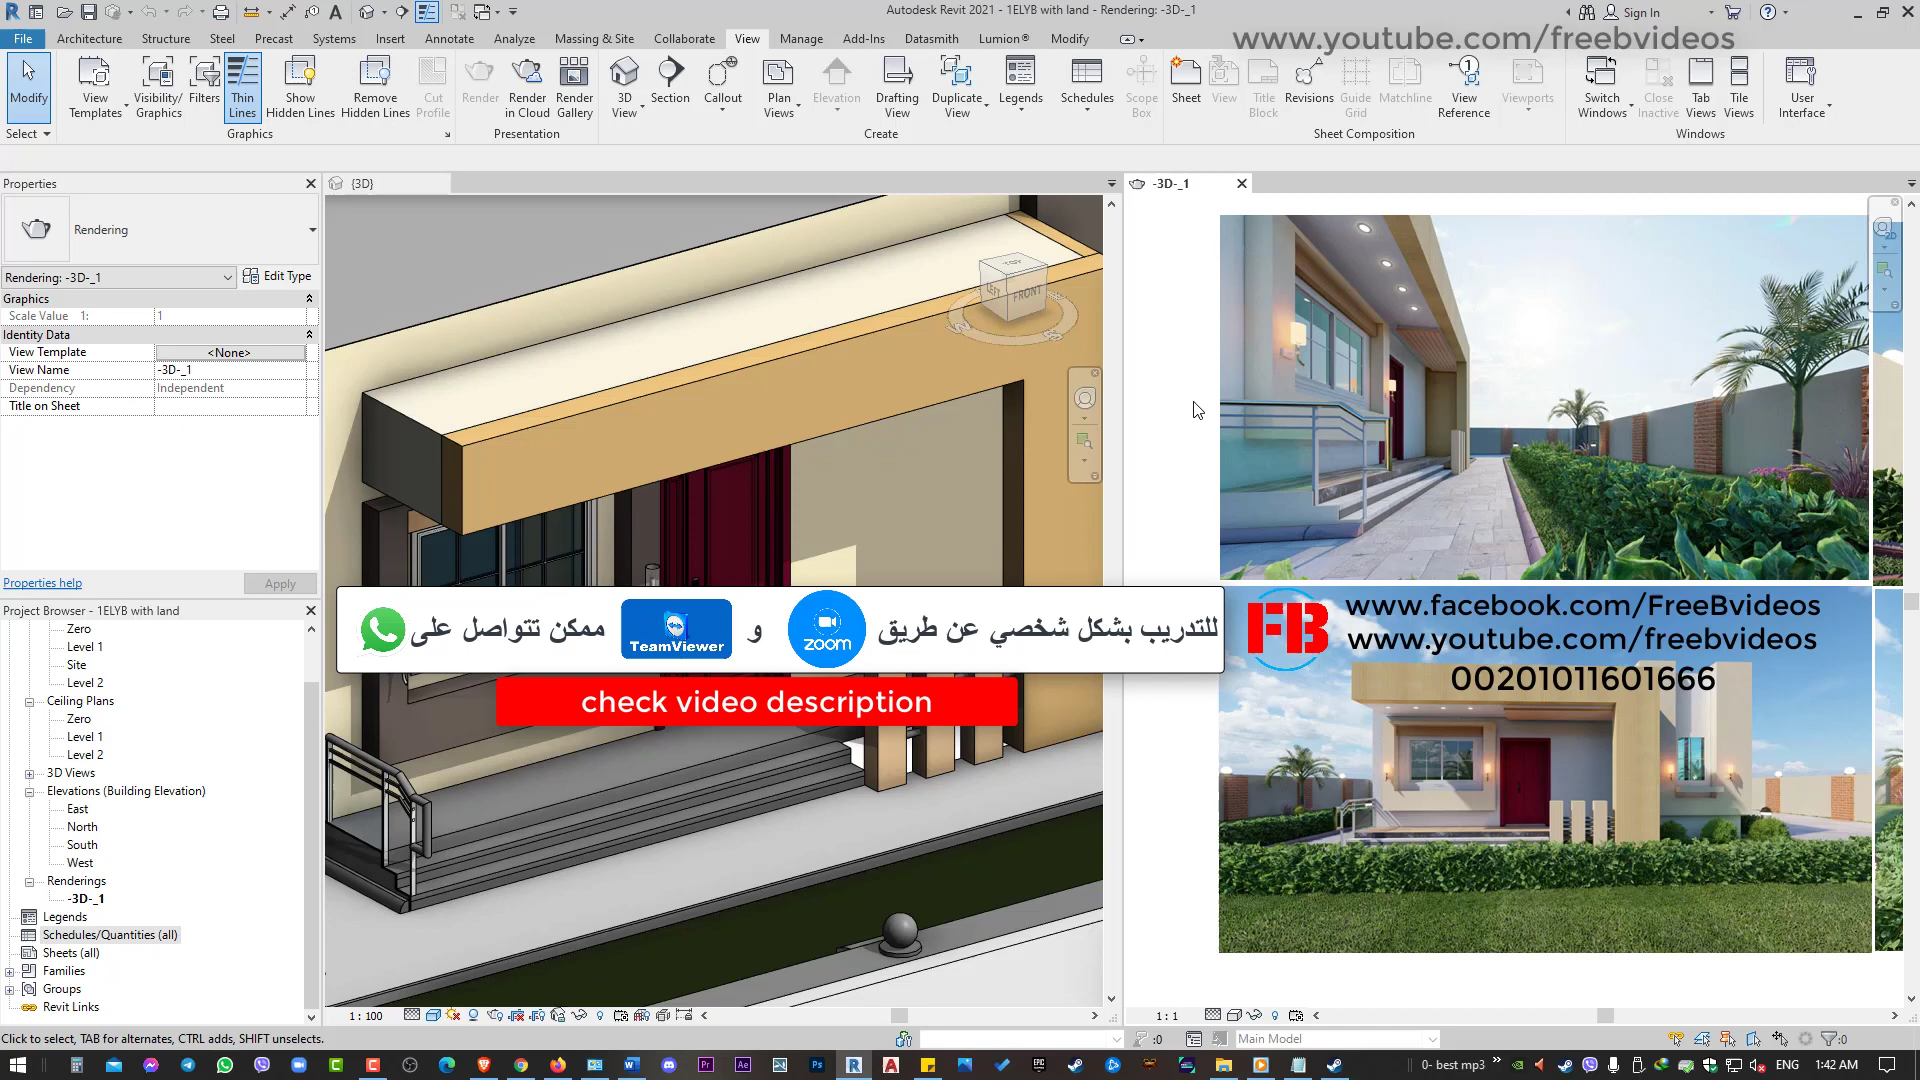 Autodesk Revit 2021 - 1ELYB with land - Rendering: -3D-_1
Sign In
www.youtube.com/freebvideos
File Architecture Structure Steel Precast Systems Insert Annotate Analyze Massing & Site Collaborate View Manage Add-Ins Datasmith Lumion® Modify
Modify
View Templates
Visibility/ Graphics
Filters
Thin Lines
Show Hidden Lines
Remove Hidden Lines
Cut Profile
Render
Render in Cloud
Render Gallery
3D View
Section
Callout
Plan Views
Elevation
Drafting View
Duplicate View
Legends
Schedules
Scope Box
Sheet
View
Title Block
Revisions
Guide Grid
Matchline
View Reference
Viewports
Switch Windows
Close Inactive
Tab Views
Tile Views
User Interface
Select Graphics Presentation Create Sheet Composition Windows
Properties
Rendering
Rendering: -3D-_1
Edit Type
Graphics
Scale Value 1: 1
Identity Data
View Template <None>
View Name -3D-_1
Dependency Independent
Title on Sheet
Properties help
Apply
Project Browser - 1ELYB with land
Zero
Level 1
Site
Level 2
Ceiling Plans
Zero
Level 1
Level 2
3D Views
Elevations (Building Elevation)
East
North
South
West
Renderings
-3D-_1
Legends
Schedules/Quantities (all)
Sheets (all)
Families
Groups
Revit Links
{3D}
-3D-_1
TOP
LEFT
FRONT
W
S
2D
للتدريب بشكل شخصي عن طريق zoom و TeamViewer ممكن تتواصل على
check video description
FB
www.facebook.com/FreeBvideos
www.youtube.com/freebvideos
00201011601666
1 : 100
1 : 1
Click to select, TAB for alternates, CTRL adds, SHIFT unselects.
:0
Main Model
:0
0- best mp3
ENG
1:42 AM